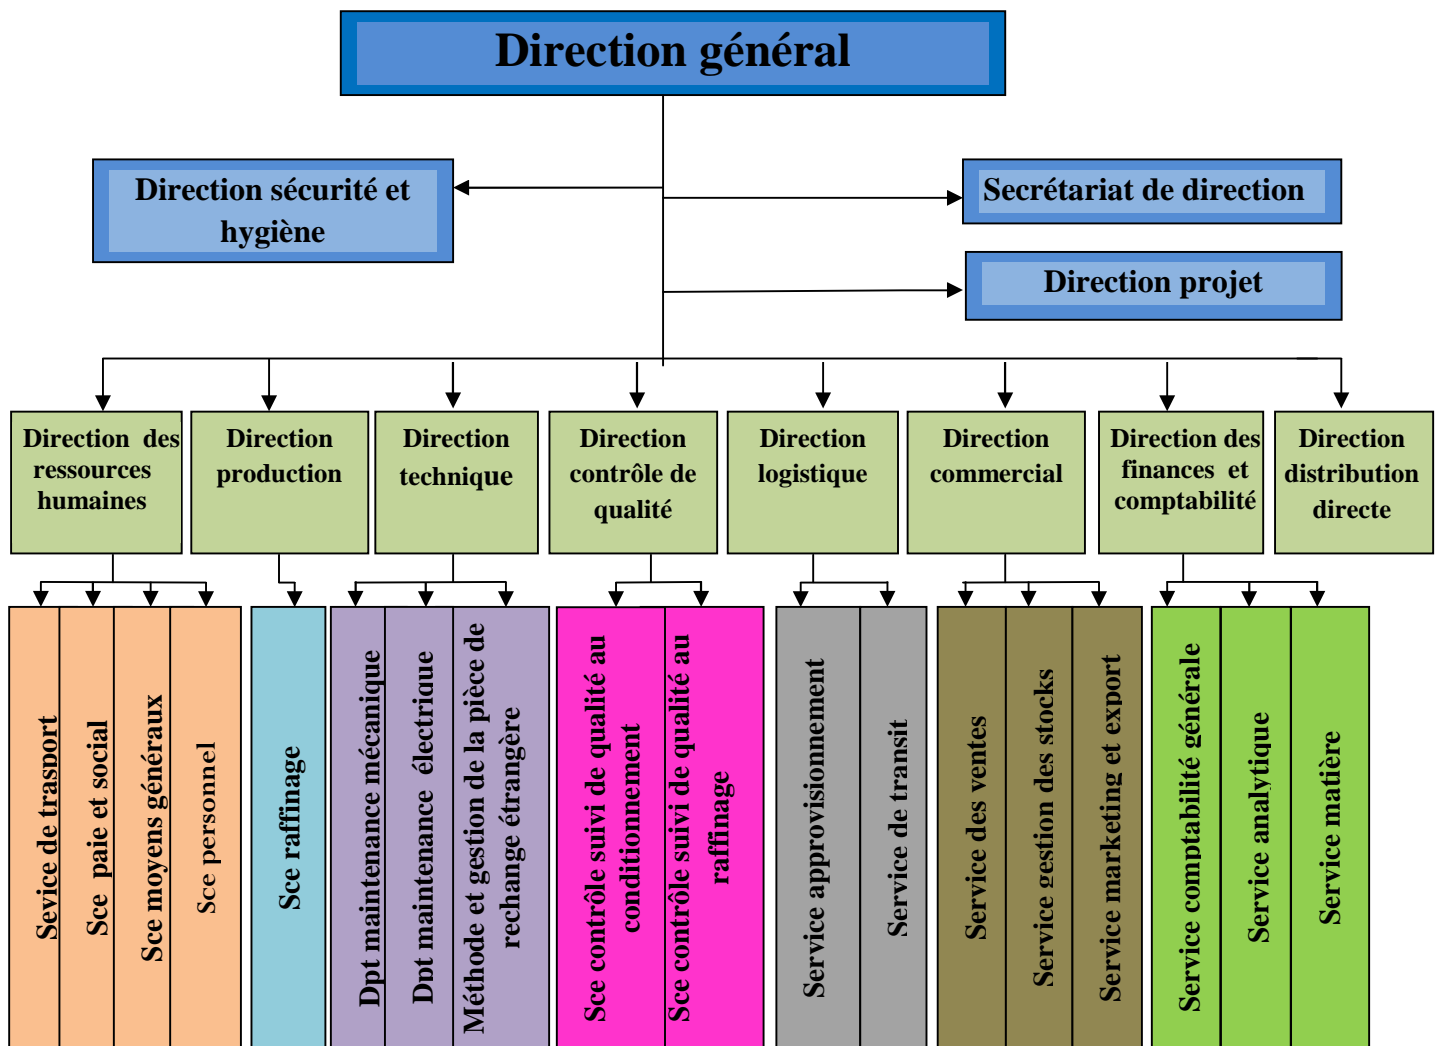 Direction général
Direction sécurité et
hygiène
Secrétariat de direction
Direction projet
Direction des
ressources
humaines
Direction
production
Direction
technique
Direction
contrôle de
qualité
Direction
logistique
Direction
commercial
Direction des
finances et
comptabilité
Direction
distribution
directe
Sevice de trasport
Sce paie et social
Sce moyens généraux
Sce personnel
Sce raffinage
Dpt maintenance mécanique
Dpt maintenance électrique
Méthode et gestion de la pièce de
rechange étrangère
Sce contrôle suivi de qualité au
conditionnement
Sce contrôle suivi de qualité au
raffinage
Service approvisionnement
Service de transit
Service des ventes
Service gestion des stocks
Service marketing et export
Service comptabilité générale
Service analytique
Service matière